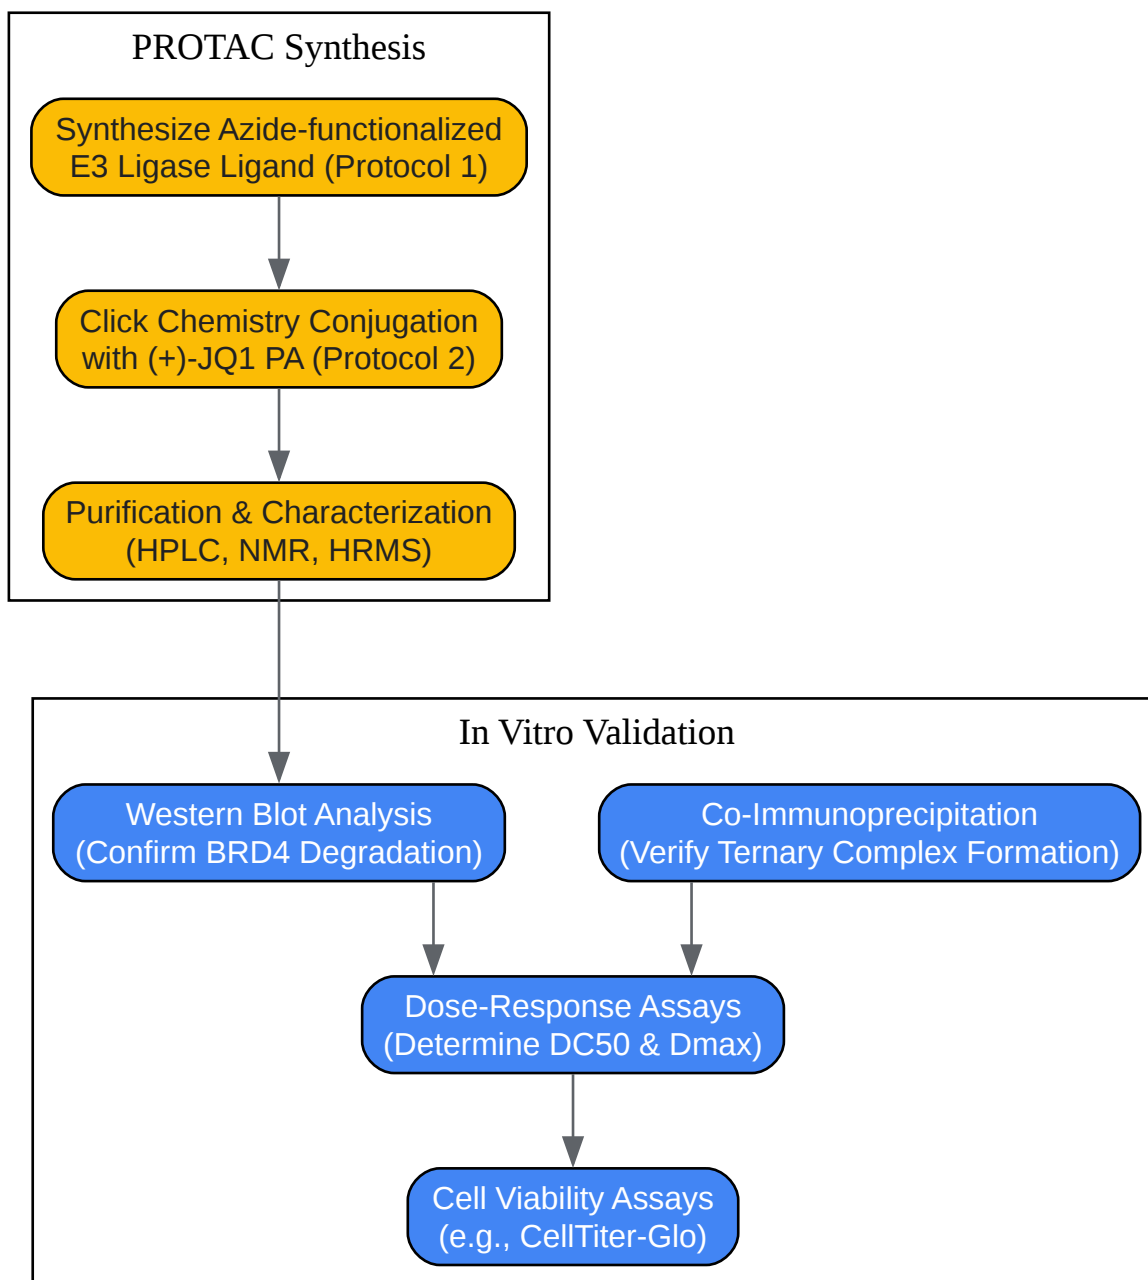 PROTAC Synthesis
Synthesize Azide-functionalized
E3 Ligase Ligand (Protocol 1)
Click Chemistry Conjugation
with (+)-JQ1 PA (Protocol 2)
Purification & Characterization
(HPLC, NMR, HRMS)
In Vitro Validation
Western Blot Analysis
(Confirm BRD4 Degradation)
Co-Immunoprecipitation
(Verify Ternary Complex Formation)
Dose-Response Assays
(Determine DC50 & Dmax)
Cell Viability Assays
(e.g., CellTiter-Glo)